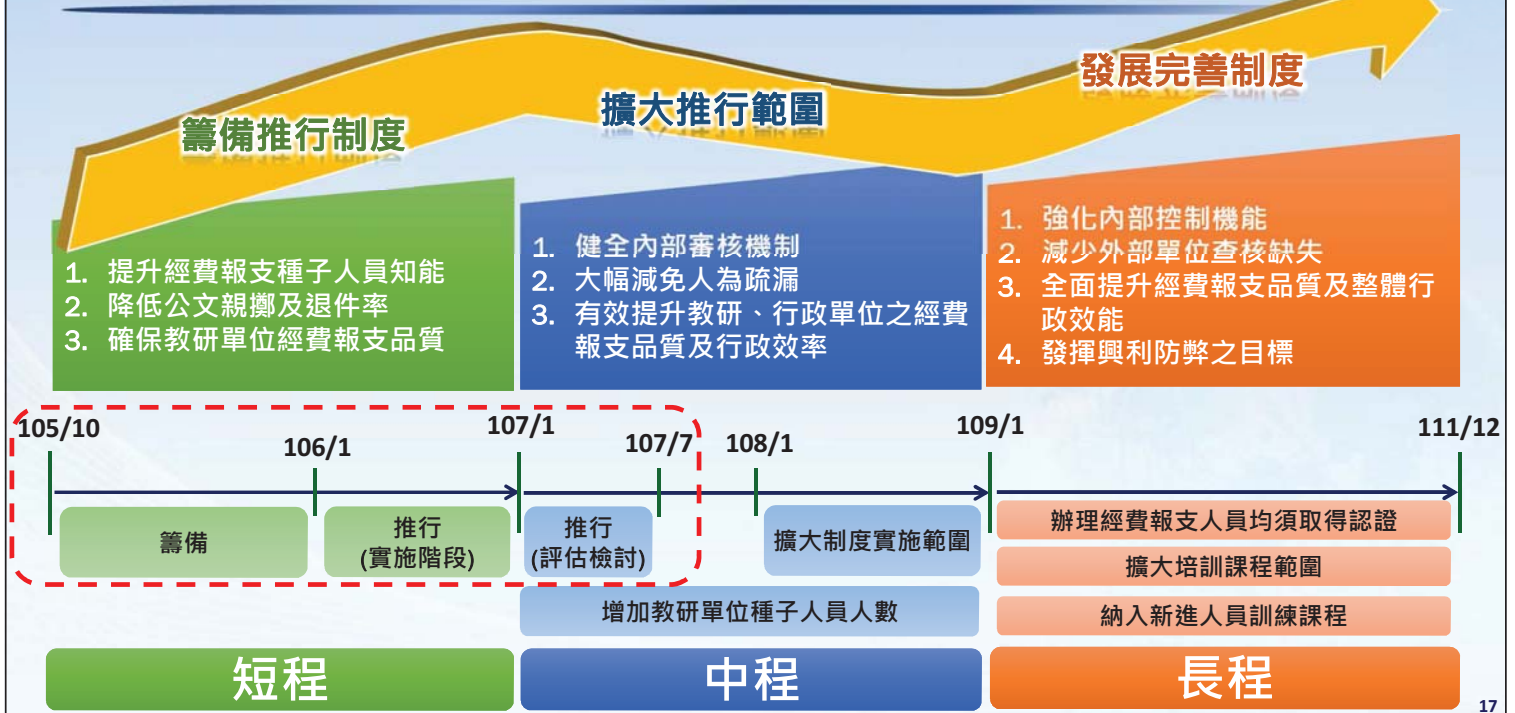 籌備推行制度
擴大推行範圍
發展完善制度
1. 提升經費報支種子人員知能
2. 降低公文親擲及退件率
3. 確保教研單位經費報支品質
1. 健全內部審核機制
2. 大幅減免人為疏漏
3. 有效提升教研、行政單位之經費
報支品質及行政效率
1. 強化內部控制機能
2. 減少外部單位查核缺失
3. 全面提升經費報支品質及整體行
政效能
4. 發揮興利防弊之目標
105/10
106/1
107/1
107/7
108/1
109/1
111/12
籌備
推行
(實施階段)
推行
(評估檢討)
擴大制度實施範圍
增加教研單位種子人員人數
辦理經費報支人員均須取得認證
擴大培訓課程範圍
納入新進人員訓練課程
短程
中程
長程
17